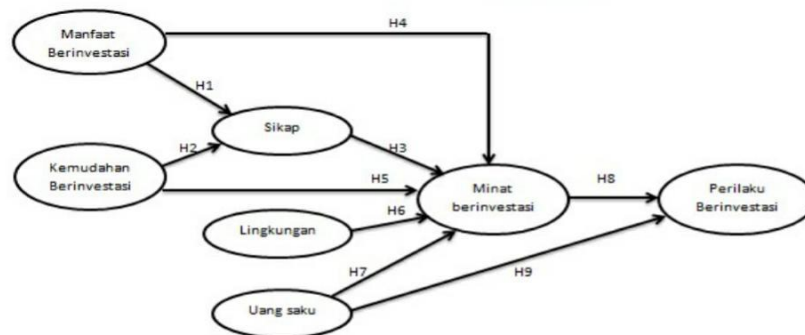 H4
Manfaat
Berinvestasi
H1
Sikap
H2
H3
Kemudahan
Berinvestasi
H5
Minat
berinvestasi
H8
Perilaku
Berinvestasi
H6
Lingkungan
H7
H9
Uang saku